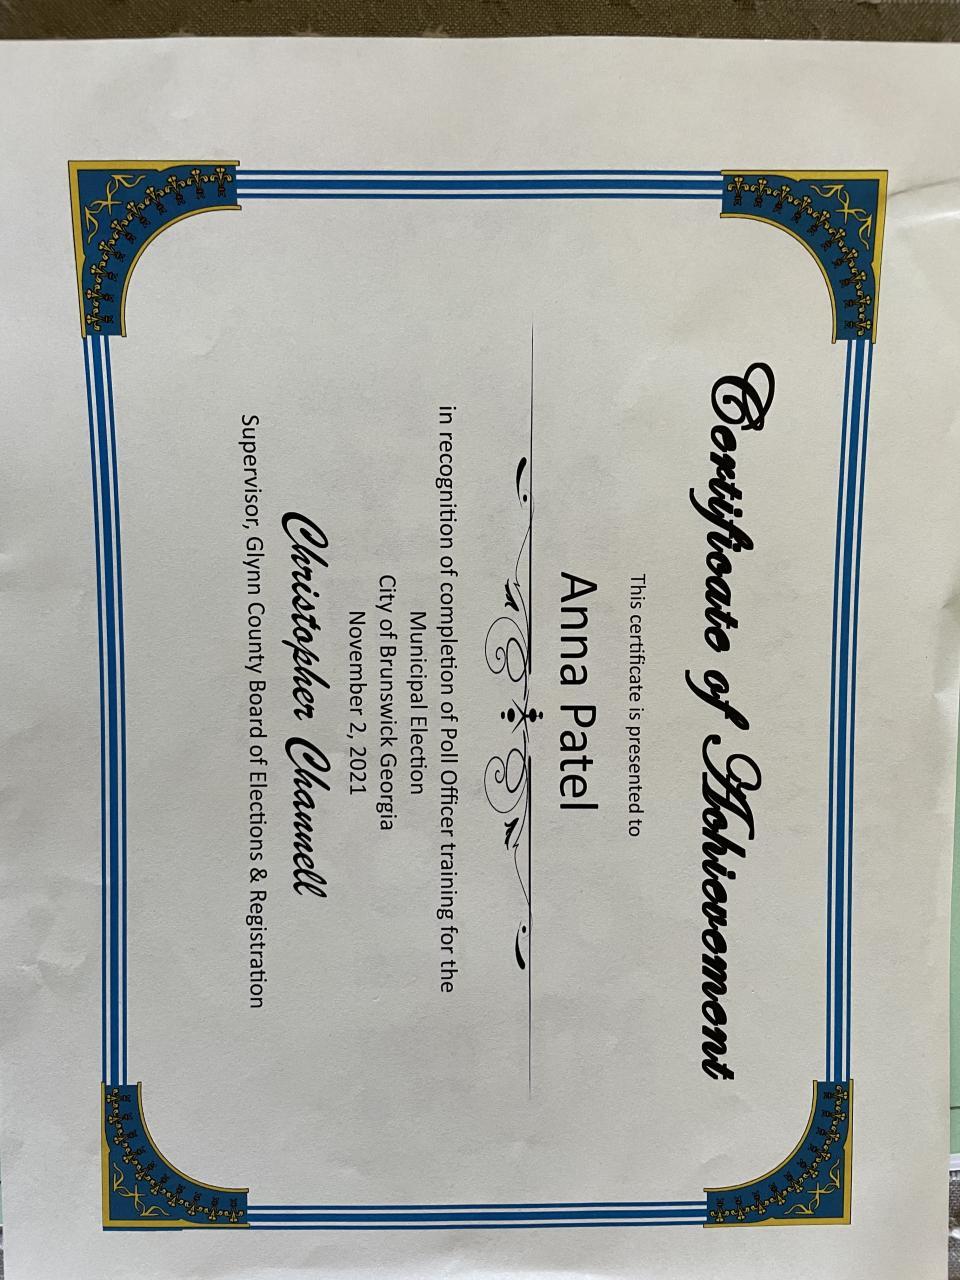 Certificate of Achievement
This certificate is presented to
Anna Patel
in recognition of completion of Poll Officer training for the
Municipal Election
City of Brunswick Georgia
November 2, 2021
Christopher Channell
Supervisor, Glynn County Board of Elections & Registration